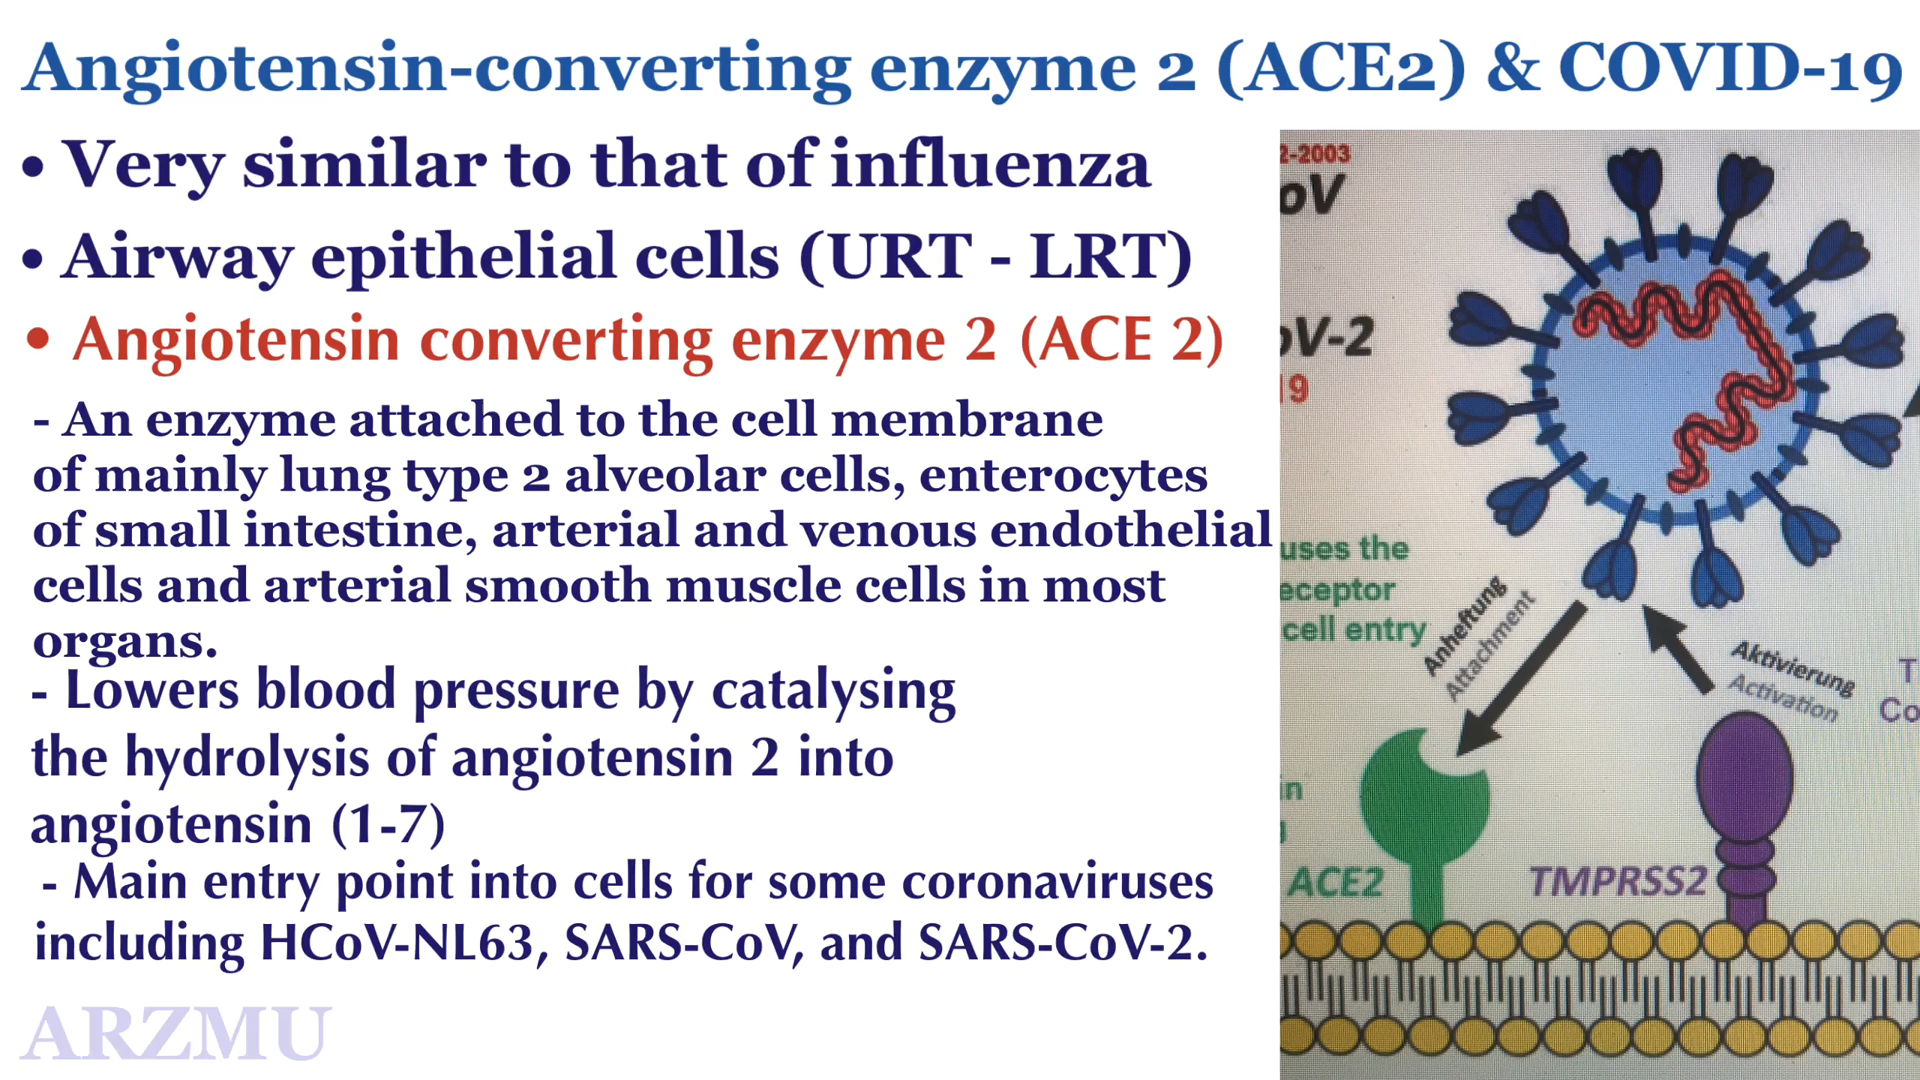 Angiotensin-converting enzyme 2 (ACE2) & COVID-19
• Very similar to that of influenza
• Airway epithelial cells (URT - LRT)
• Angiotensin converting enzyme 2 (ACE 2)
- An enzyme attached to the cell membrane
of mainly lung type 2 alveolar cells, enterocytes
of small intestine, arterial and venous endothelial
cells and arterial smooth muscle cells in most
organs.
- Lowers blood pressure by catalysing
the hydrolysis of angiotensin 2 into
angiotensin (1-7)
- Main entry point into cells for some coronaviruses
including HCoV-NL63, SARS-CoV, and SARS-CoV-2.
ARZMU
2-2003
oV
V-2
19
uses the
eceptor
cell entry
Anheftung
Attachment
Aktivierung
Activation
T
Co
in
ACE2
TMPRSS2